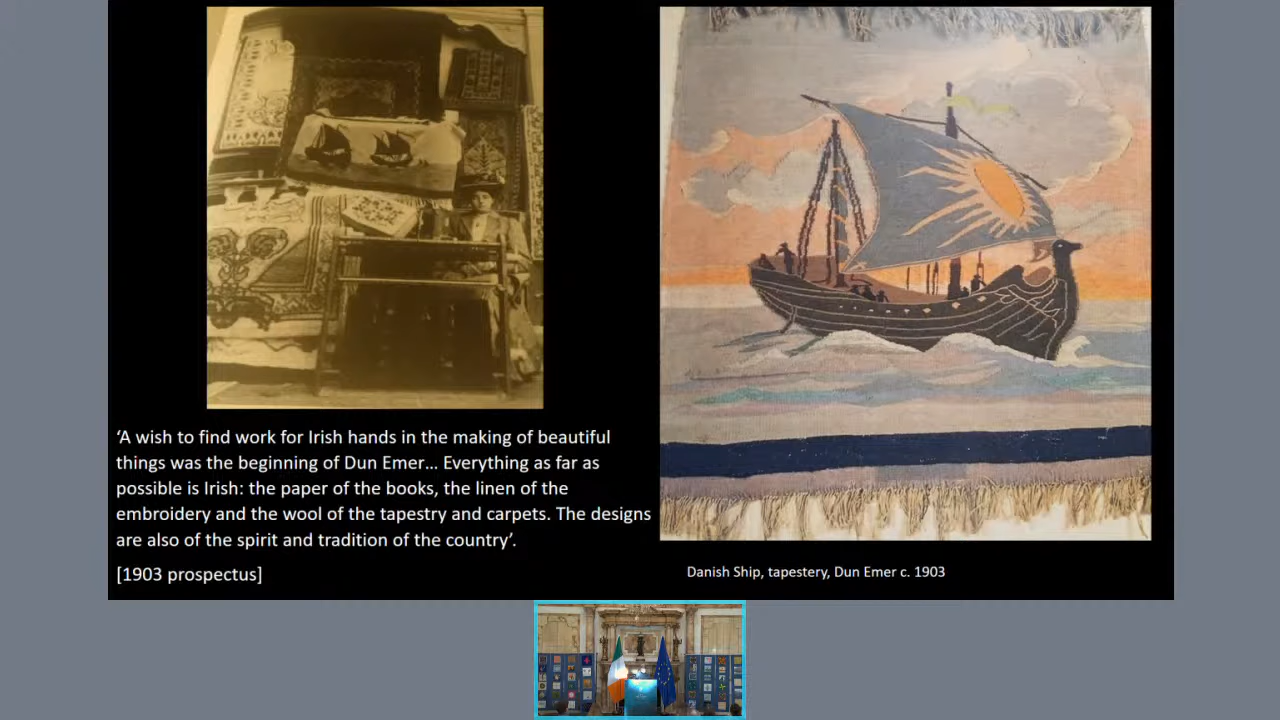 ‘A wish to find work for Irish hands in the making of beautiful
things was the beginning of Dun Emer… Everything as far as
possible is Irish: the paper of the books, the linen of the
embroidery and the wool of the tapestry and carpets. The designs
are also of the spirit and tradition of the country’.
[1903 prospectus]
Danish Ship, tapestery, Dun Emer c. 1903